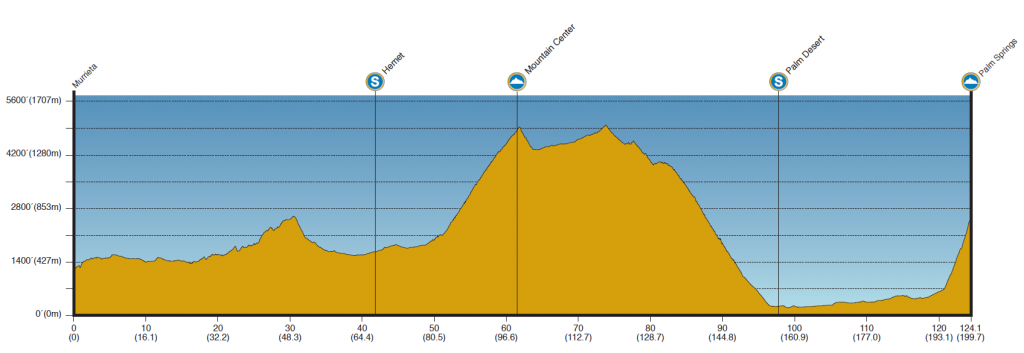 Murrieta
S
Hemet
Mountain Center
S
Palm Desert
Palm Springs
5600´(1707m)
4200´(1280m)
2800´(853m)
1400´(427m)
0´(0m)
0 10 20 30 40 50 60 70 80 90 100 110 120 124.1
(0) (16.1) (32.2) (48.3) (64.4) (80.5) (96.6) (112.7) (128.7) (144.8) (160.9) (177.0) (193.1) (199.7)